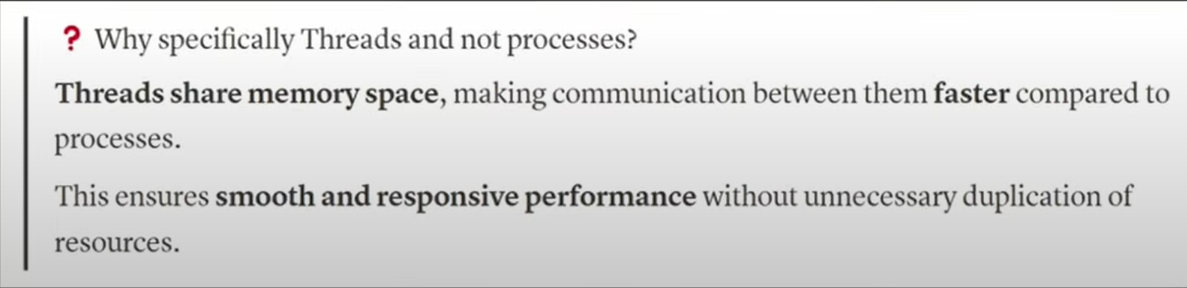 ? Why specifically Threads and not processes?
Threads share memory space, making communication between them faster compared to
processes.
This ensures smooth and responsive performance without unnecessary duplication of
resources.